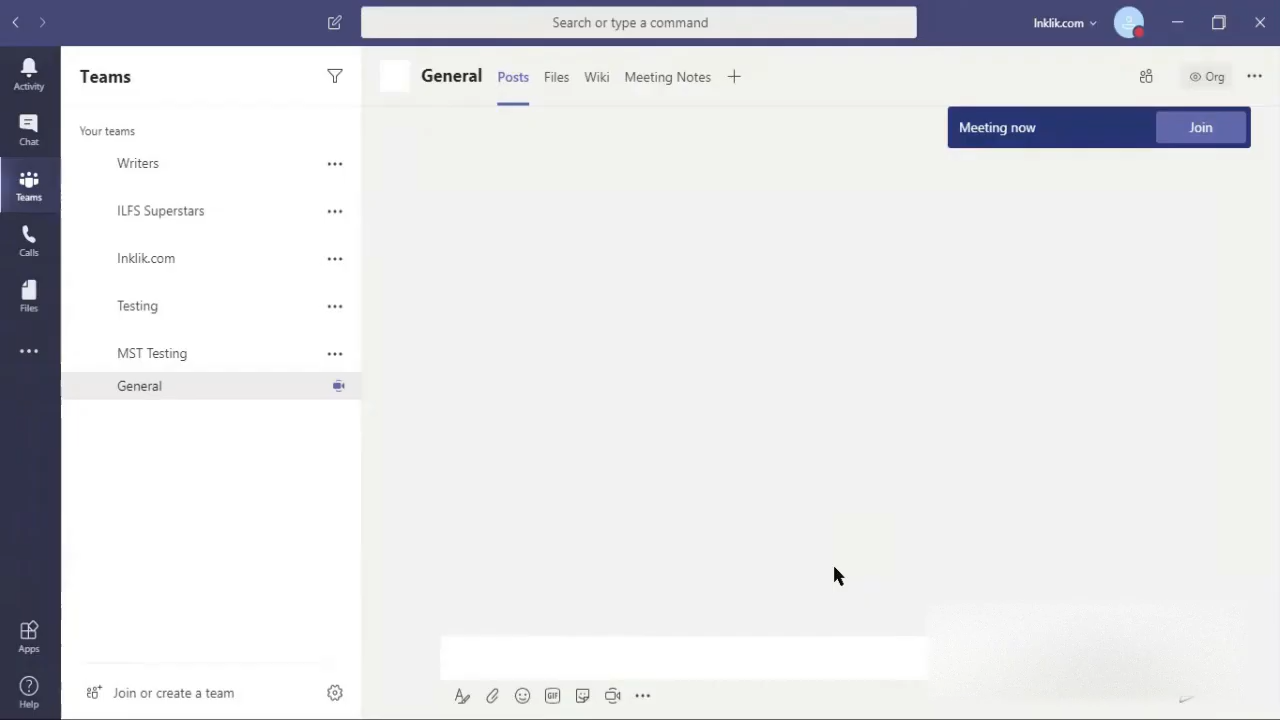 Search or type a command
Inklik.com
Activity
Chat
Teams
Calls
Files
Apps
Help
Teams
Your teams
Writers
ILFS Superstars
Inklik.com
Testing
MST Testing
General
Join or create a team
General
Posts
Files
Wiki
Meeting Notes
Org
Meeting now
Join
GIF